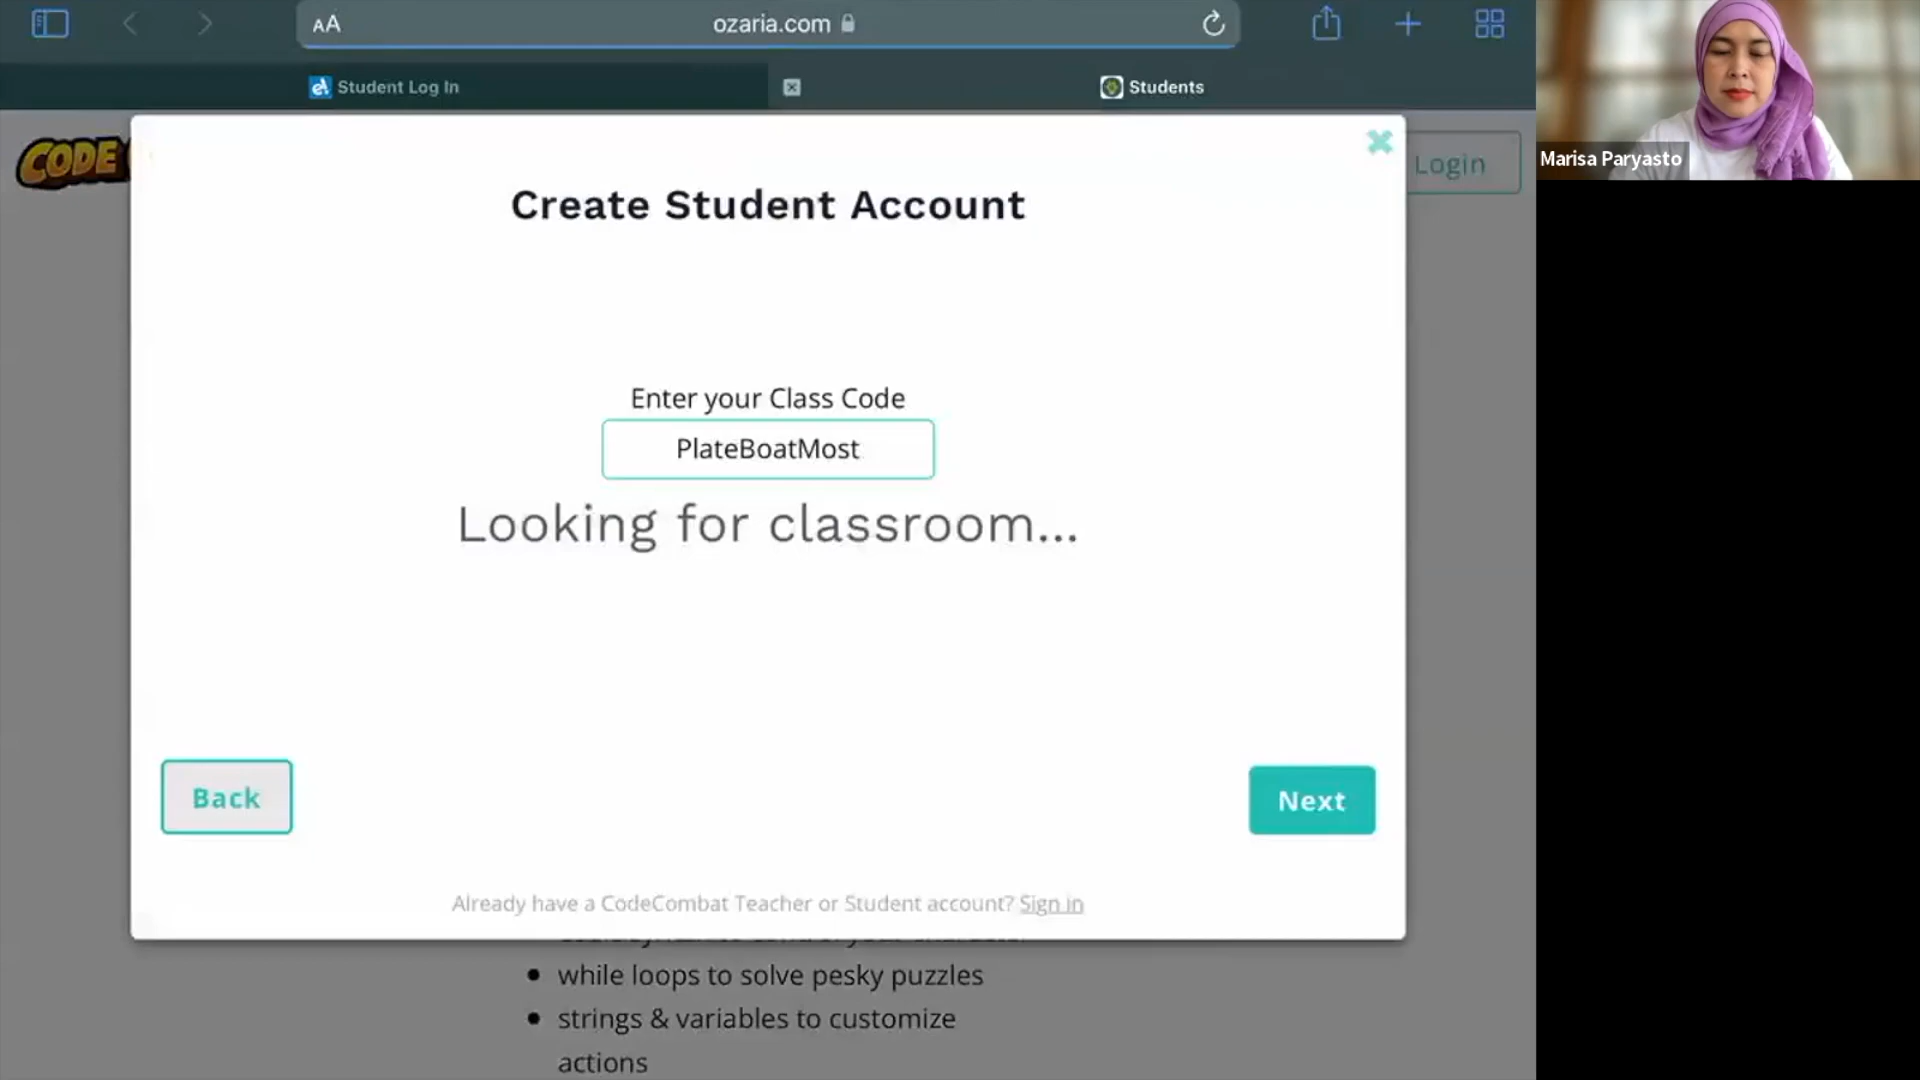 AA
ozaria.com
Student Log In
Students
CODE
Login
Marisa Paryasto
Create Student Account
Enter your Class Code
PlateBoatMost
Looking for classroom...
Back
Next
Already have a CodeCombat Teacher or Student account? Sign in
while loops to solve pesky puzzles
strings & variables to customize
actions